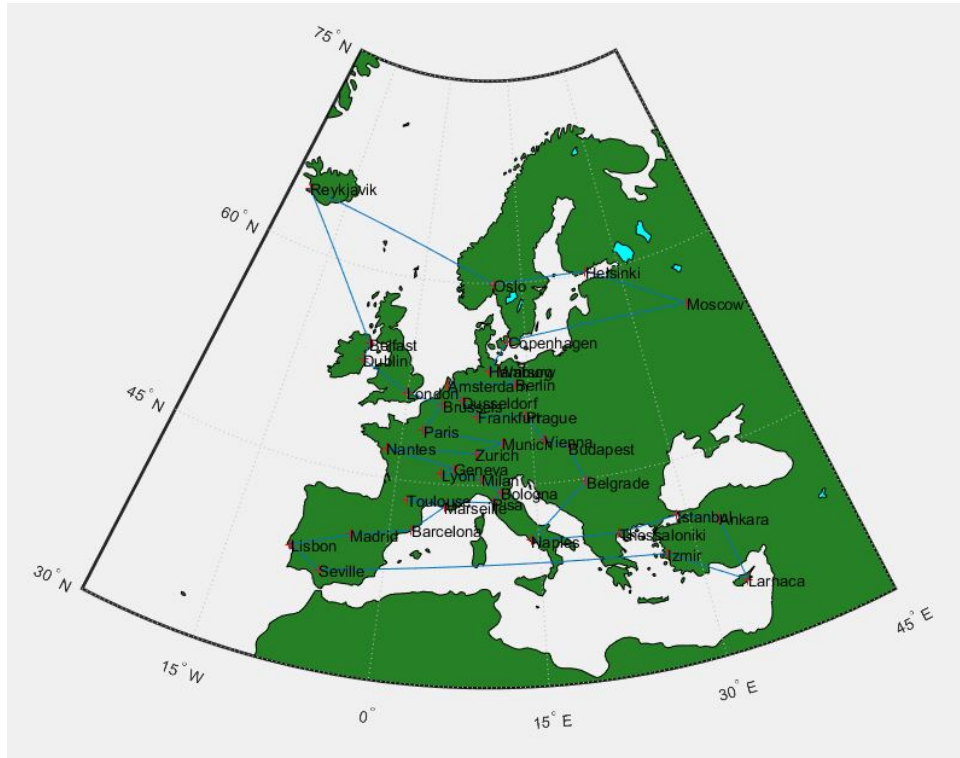 75° N
Reykjavik
60° N
Oslo
Helsinki
Moscow
Copenhagen
Belfast
Dublin
Hamburg
Warsaw
Berlin
Amsterdam
London
Brussels
Dusseldorf
Frankfurt
Prague
45° N
Paris
Munich
Vienna
Nantes
Zurich
Budapest
Geneva
Lyon
Milan
Belgrade
Bologna
Toulouse
Marseille
Pisa
Istanbul
Ankara
Barcelona
Madrid
Thessaloniki
Naples
Lisbon
Izmir
Seville
Larnaca
30° N
45° E
15° W
30° E
0°
15° E